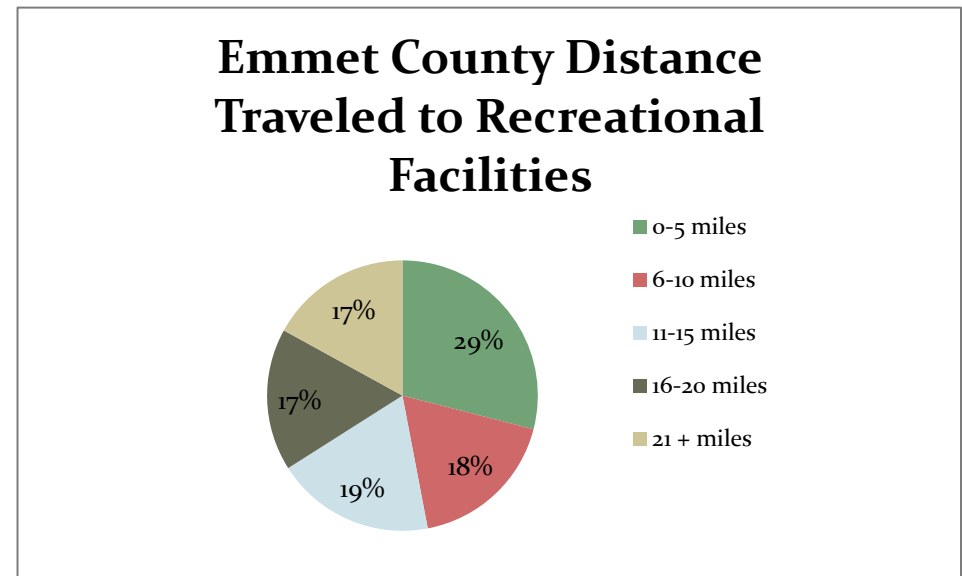 Emmet County Distance
Traveled to Recreational
Facilities
0-5 miles
6-10 miles
11-15 miles
16-20 miles
21 + miles
17%
29%
17%
18%
19%